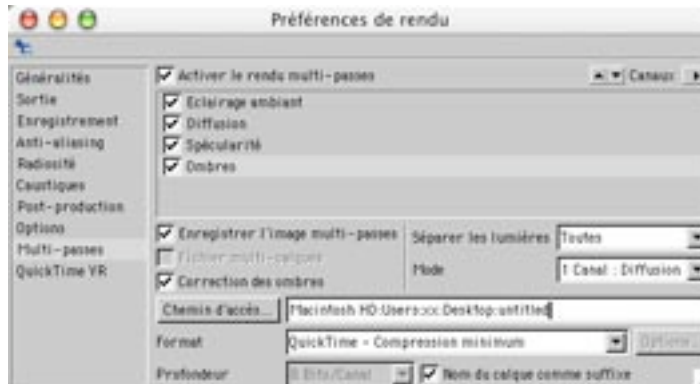 Préférences de rendu
Généralités
Sortie
Enregistrement
Anti-aliasing
Radiosité
Caustiques
Post-production
Options
Multi-passes
QuickTime VR
Activer le rendu multi-passes
Canaux
Eclairage ambiant
Diffusion
Spécularité
Ombres
Enregistrer l'image multi-passes
Séparer les lumières Toutes
Fichier multi-calques
Mode 1 Canal : Diffusion
Correction des ombres
Chemin d'accès... Macintosh HD:Users:xx:Desktop:untitled
Format QuickTime - Compression minimum Options...
Profondeur 8 Bits/Canal Nom du calque comme suffixe